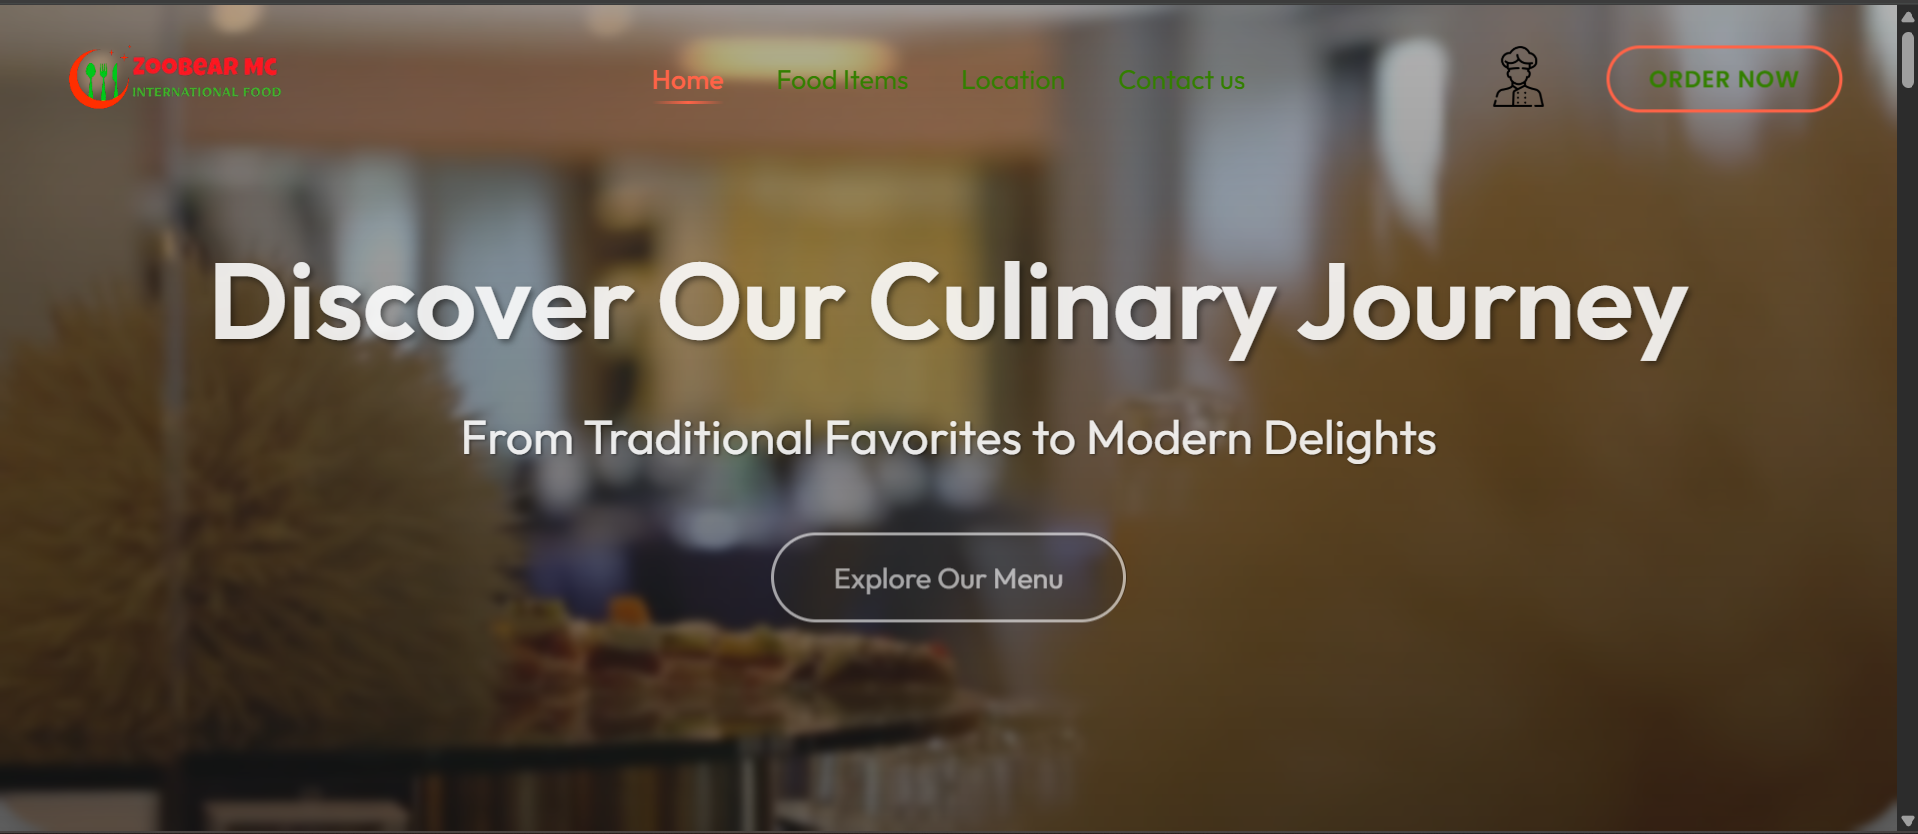 ZOOBEAR MC
INTERNATIONAL FOOD
Home
Food Items
Location
Contact us
ORDER NOW
Discover Our Culinary Journey
From Traditional Favorites to Modern Delights
Explore Our Menu